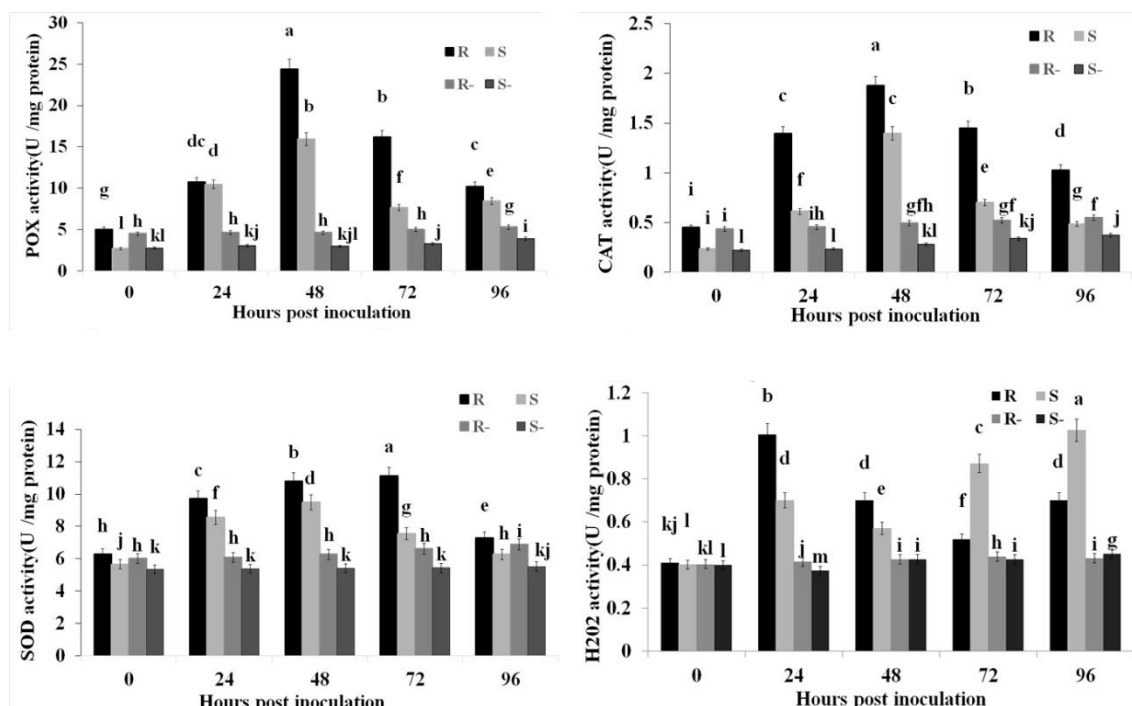 POX activity(U /mg protein)
30
25
20
15
10
5
0
R S
R- S-
g l h kl
dc d h kj
a b h kjl
b f h j
c e g i
0 24 48 72 96
Hours post inoculation
CAT activity(U /mg protein)
2.5
2
1.5
1
0.5
0
R S
R- S-
i i i l
c f ih l
a c gfh kl
b e gf kj
d g f j
0 24 48 72 96
Hours post inoculation
SOD activity(U /mg protein)
14
12
10
8
6
4
2
0
R S
R- S-
h j h k
c f h k
b d h k
a g h k
e h i kj
0 24 48 72 96
Hours post inoculation
H202 activity(U /mg protein)
1.2
1
0.8
0.6
0.4
0.2
0
R S
R- S-
kj l kl l
b d j m
d e i i
f c h i
d a i g
0 24 48 72 96
Hours post inoculation